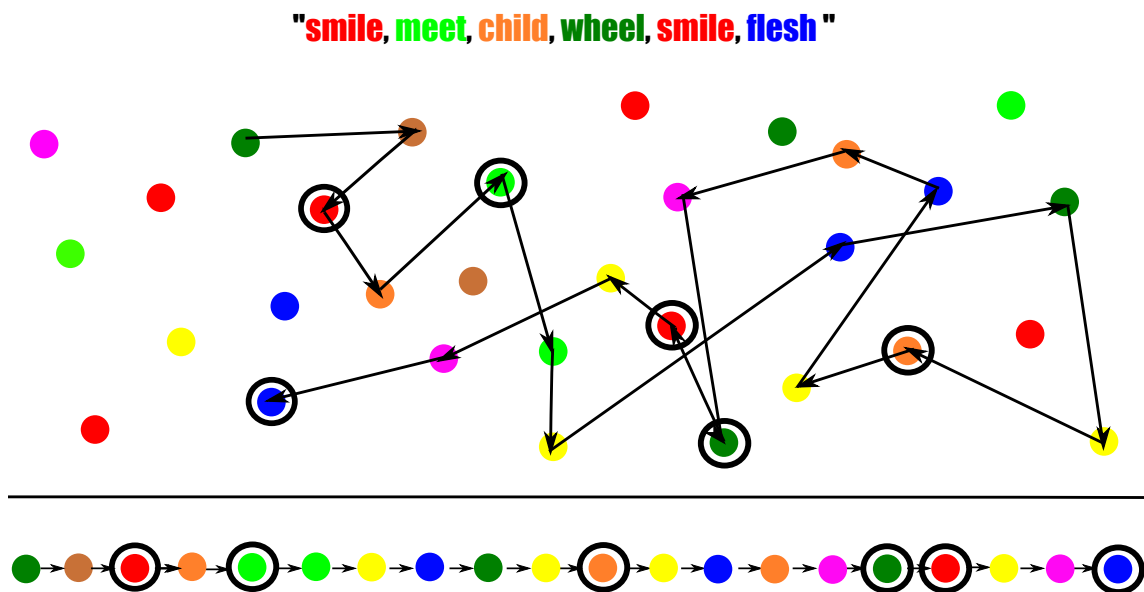 "smile, meet, child, wheel, smile, flesh "